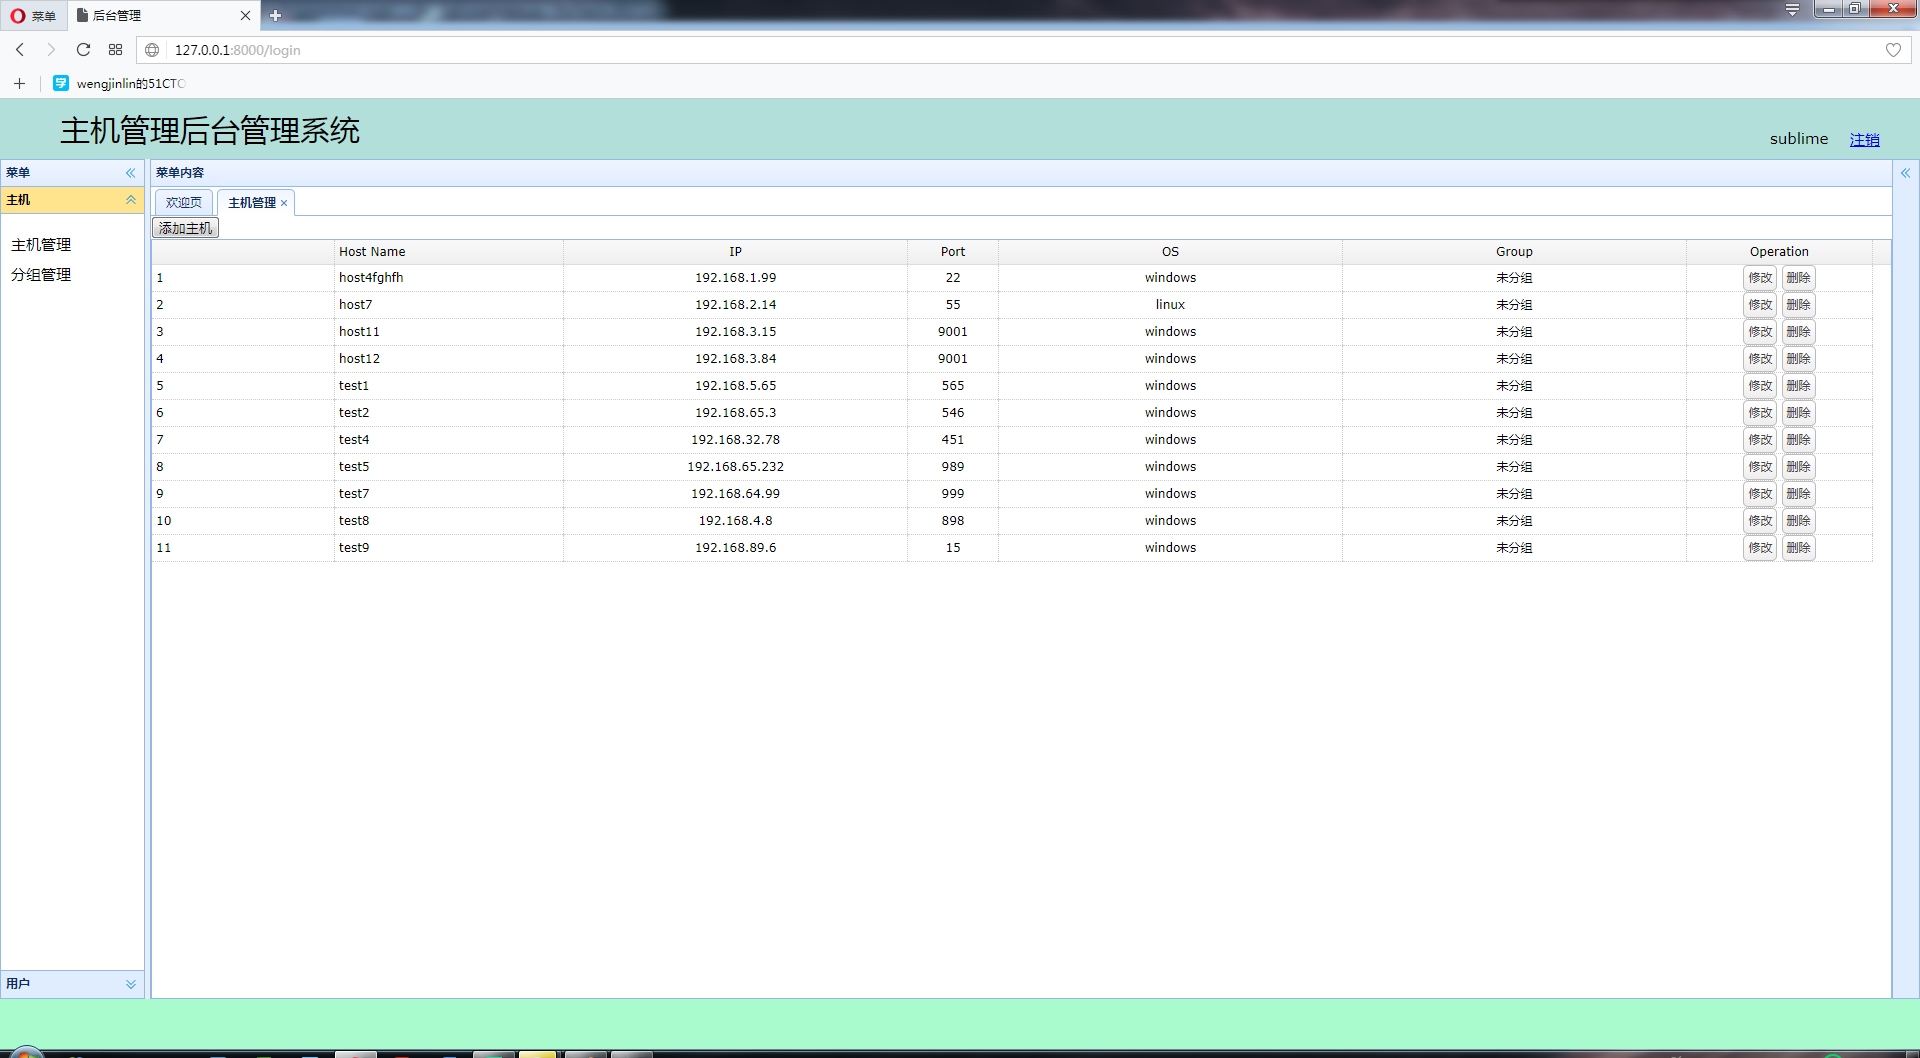 菜单 后台管理
127.0.0.1:8000/login
wengjinlin的51CTO
主机管理后台管理系统
sublime 注销
菜单 菜单内容
主机 欢迎页 主机管理
添加主机
主机管理
分组管理
Host Name IP Port OS Group Operation
1 host4fghfh 192.168.1.99 22 windows 未分组 修改 删除
2 host7 192.168.2.14 55 linux 未分组 修改 删除
3 host11 192.168.3.15 9001 windows 未分组 修改 删除
4 host12 192.168.3.84 9001 windows 未分组 修改 删除
5 test1 192.168.5.65 565 windows 未分组 修改 删除
6 test2 192.168.65.3 546 windows 未分组 修改 删除
7 test4 192.168.32.78 451 windows 未分组 修改 删除
8 test5 192.168.65.232 989 windows 未分组 修改 删除
9 test7 192.168.64.99 999 windows 未分组 修改 删除
10 test8 192.168.4.8 898 windows 未分组 修改 删除
11 test9 192.168.89.6 15 windows 未分组 修改 删除
用户